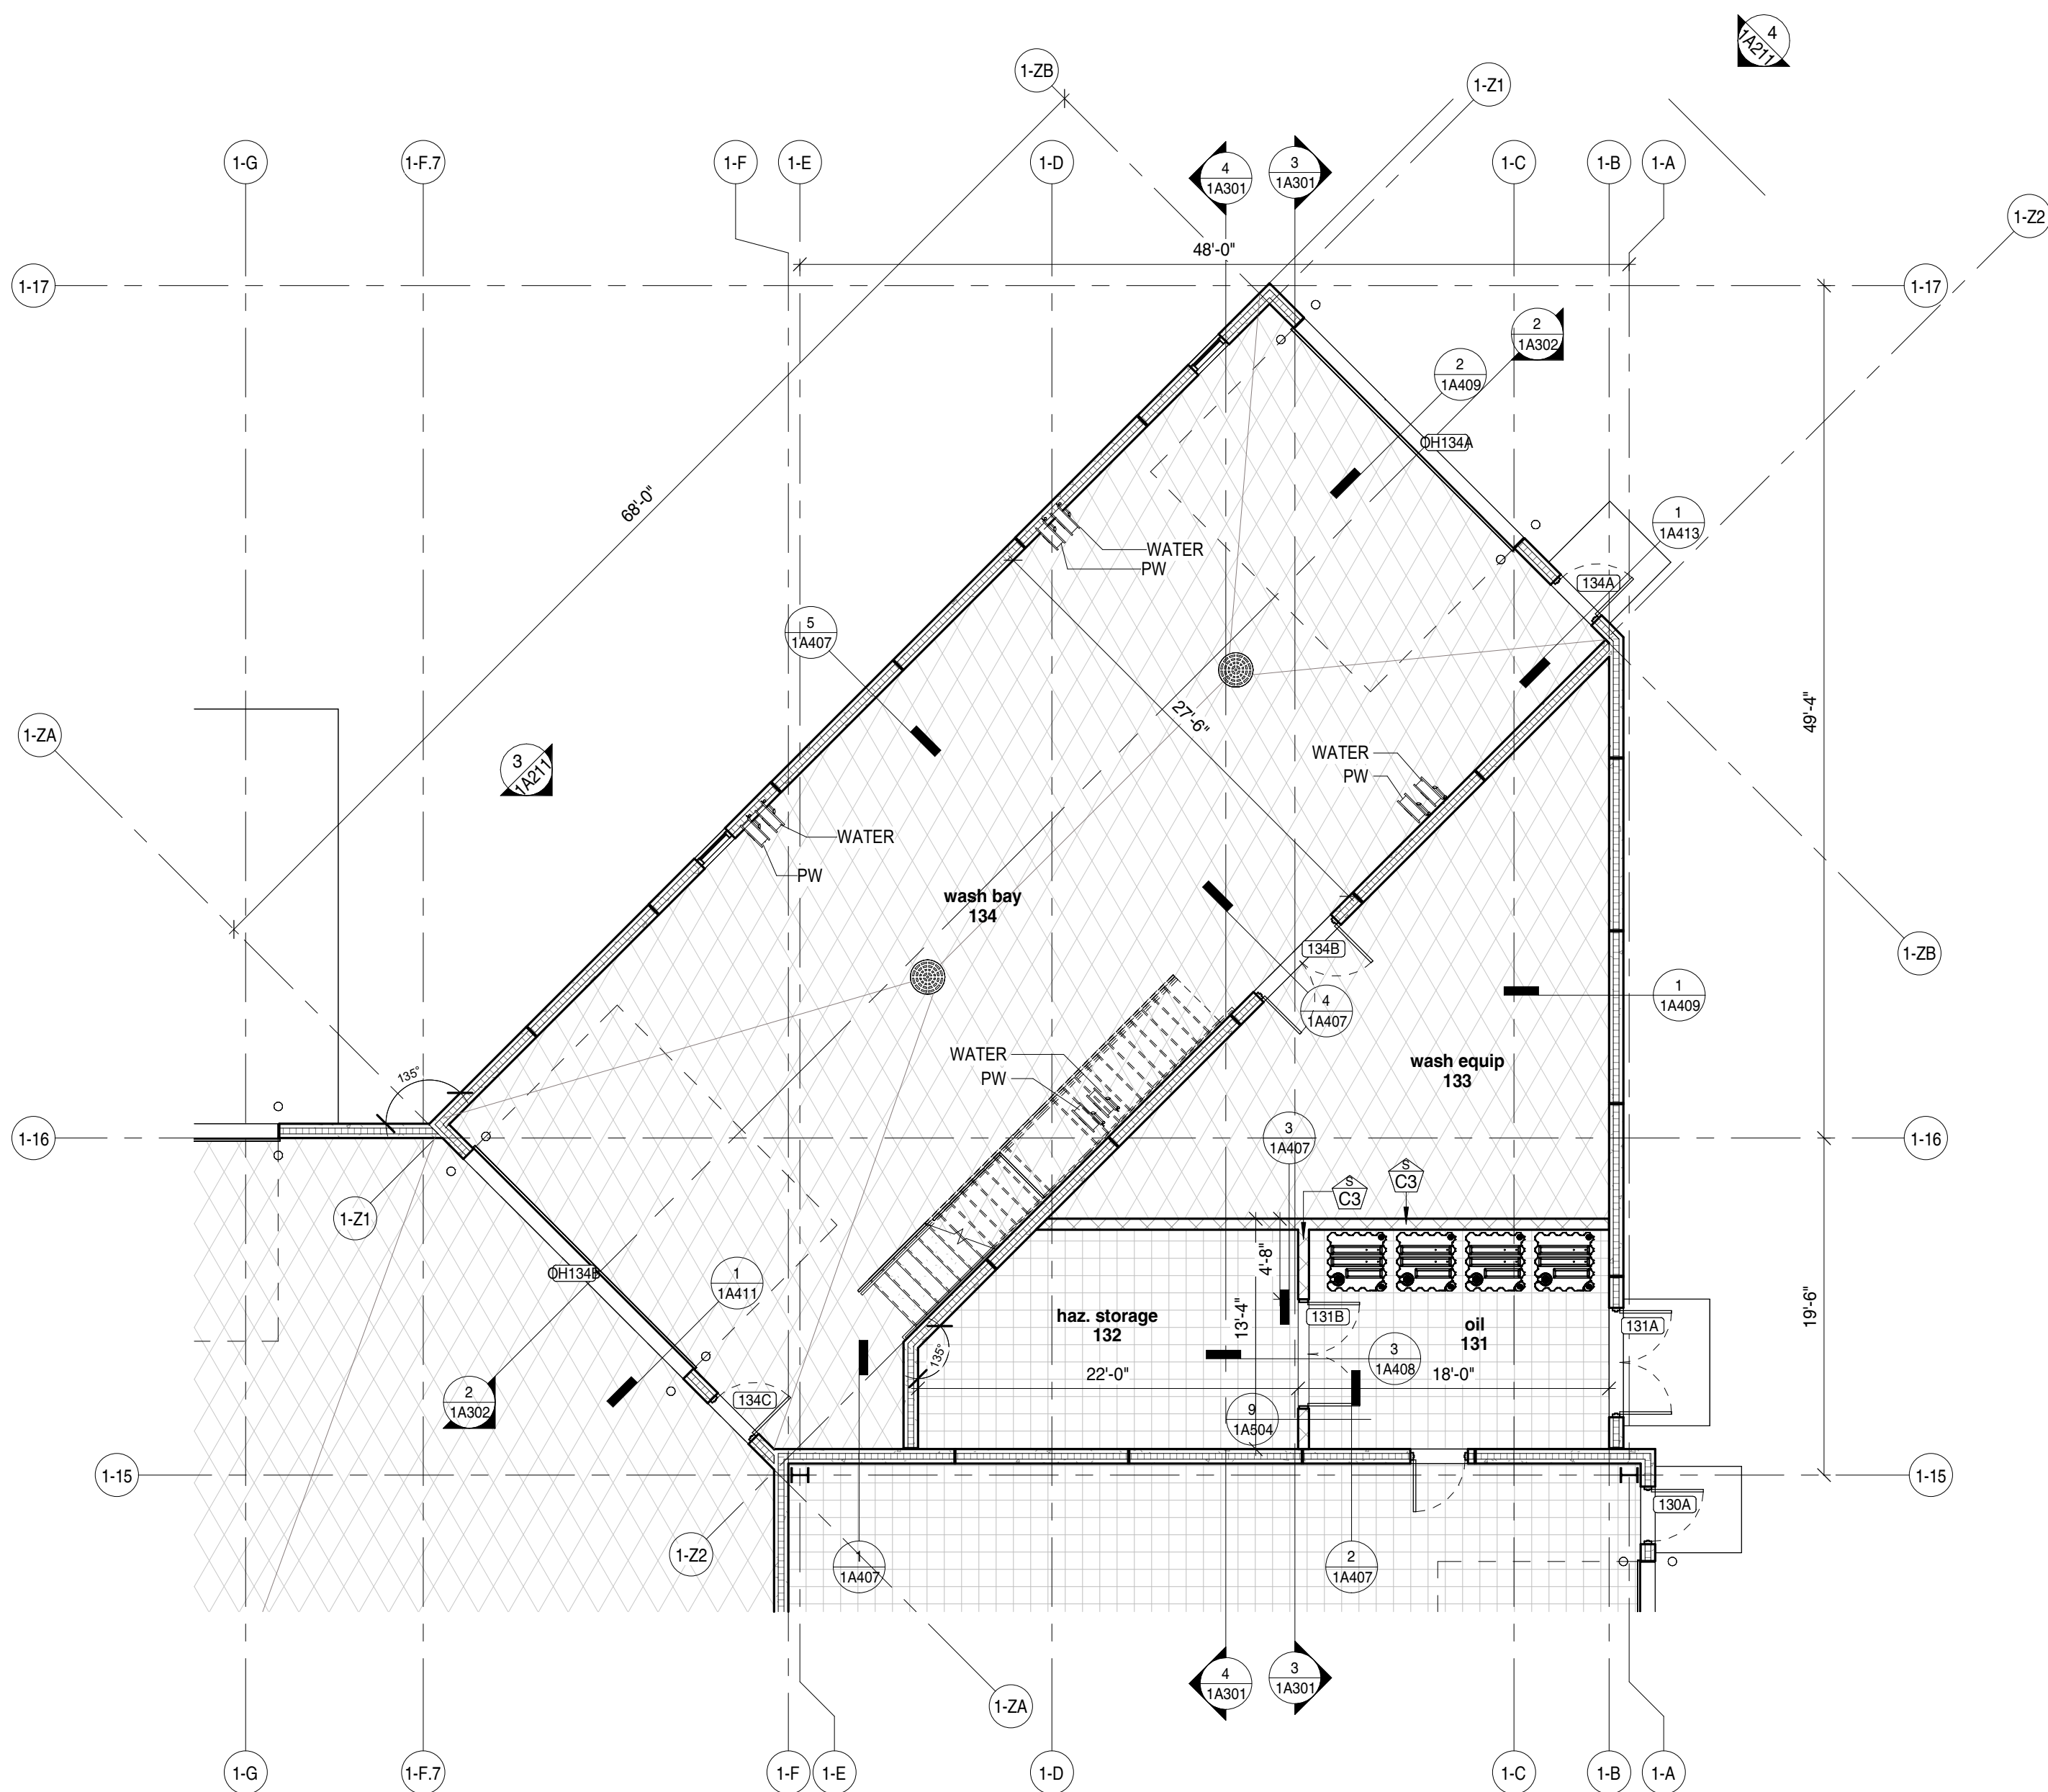 4
1A211
1-ZB
1-Z1
1-G
1-F.7
1-F
1-E
1-D
4
1A301
3
1A301
1-C
1-B
1-A
1-Z2
48'-0"
1-17
1-17
2
1A302
2
1A409
OH134A
68'-0"
1
1A413
WATER
PW
134A
5
1A407
27'-6"
49'-4"
1-ZA
3
1A211
WATER
PW
WATER
PW
wash bay
134
134B
1-ZB
4
1A407
1
1A409
WATER
PW
wash equip
133
135°
1-16
3
1A407
1-16
S
C3
S
C3
1-Z1
4'-8"
OH134B
1
1A411
13'-4"
haz. storage
132
131B
oil
131
131A
19'-6"
135°
3
1A408
22'-0"
18'-0"
2
1A302
134C
9
1A504
1-15
1-15
130A
1-Z2
1
1A407
2
1A407
4
1A301
3
1A301
1-ZA
1-G
1-F.7
1-F
1-E
1-D
1-C
1-B
1-A